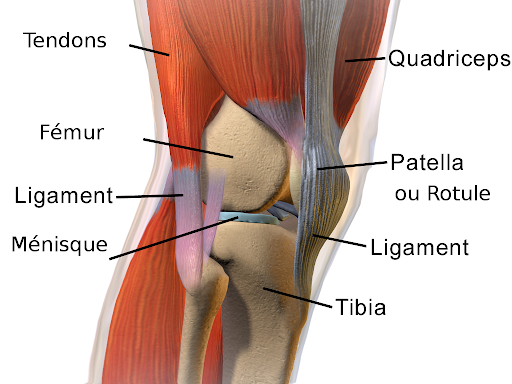 Tendons
Quadriceps
Fémur
Patella
ou Rotule
Ligament
Ménisque
Ligament
Tibia